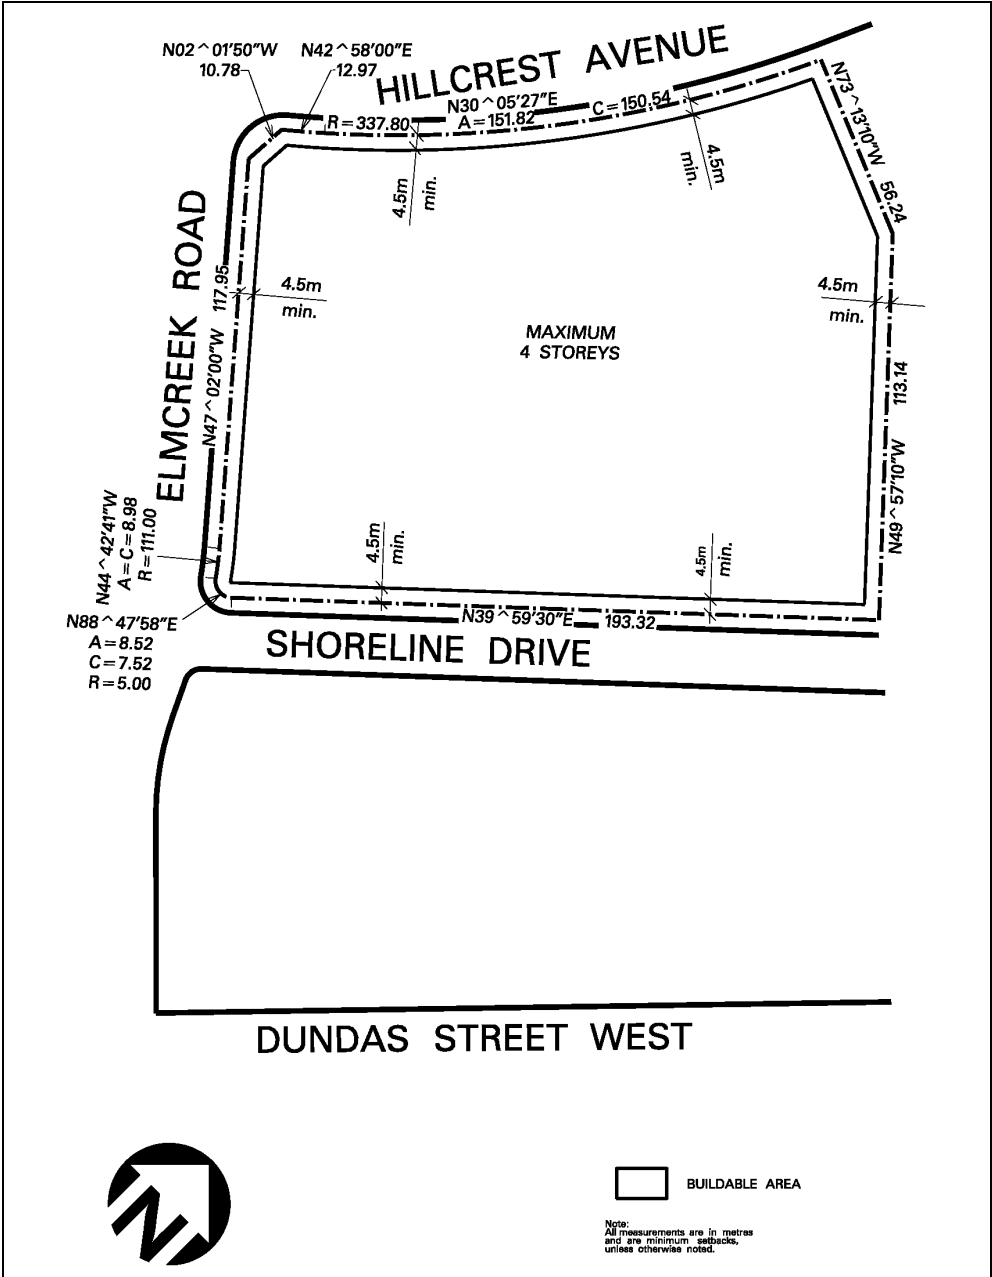 HILLCREST AVENUE
N02^01'50"W
10.78
N42^58'00"E
12.97
R=337.80
N30^05'27"E
A=151.82
C=150.54
N73^13'10"W 56.24
4.5m
min.
4.5m
min.
ELMCREEK ROAD
N47^02'00"W 117.95
4.5m
min.
4.5m
min.
MAXIMUM
4 STOREYS
113.14
N49^57'10"W
N44^42'41"W
A=C=8.98
R=111.00
4.5m
min.
4.5m
min.
N88^47'58"E
A=8.52
C=7.52
R=5.00
N39^59'30"E 193.32
SHORELINE DRIVE
DUNDAS STREET WEST
N
BUILDABLE AREA
Note:
All measurements are in metres
and are minimum setbacks,
unless otherwise noted.